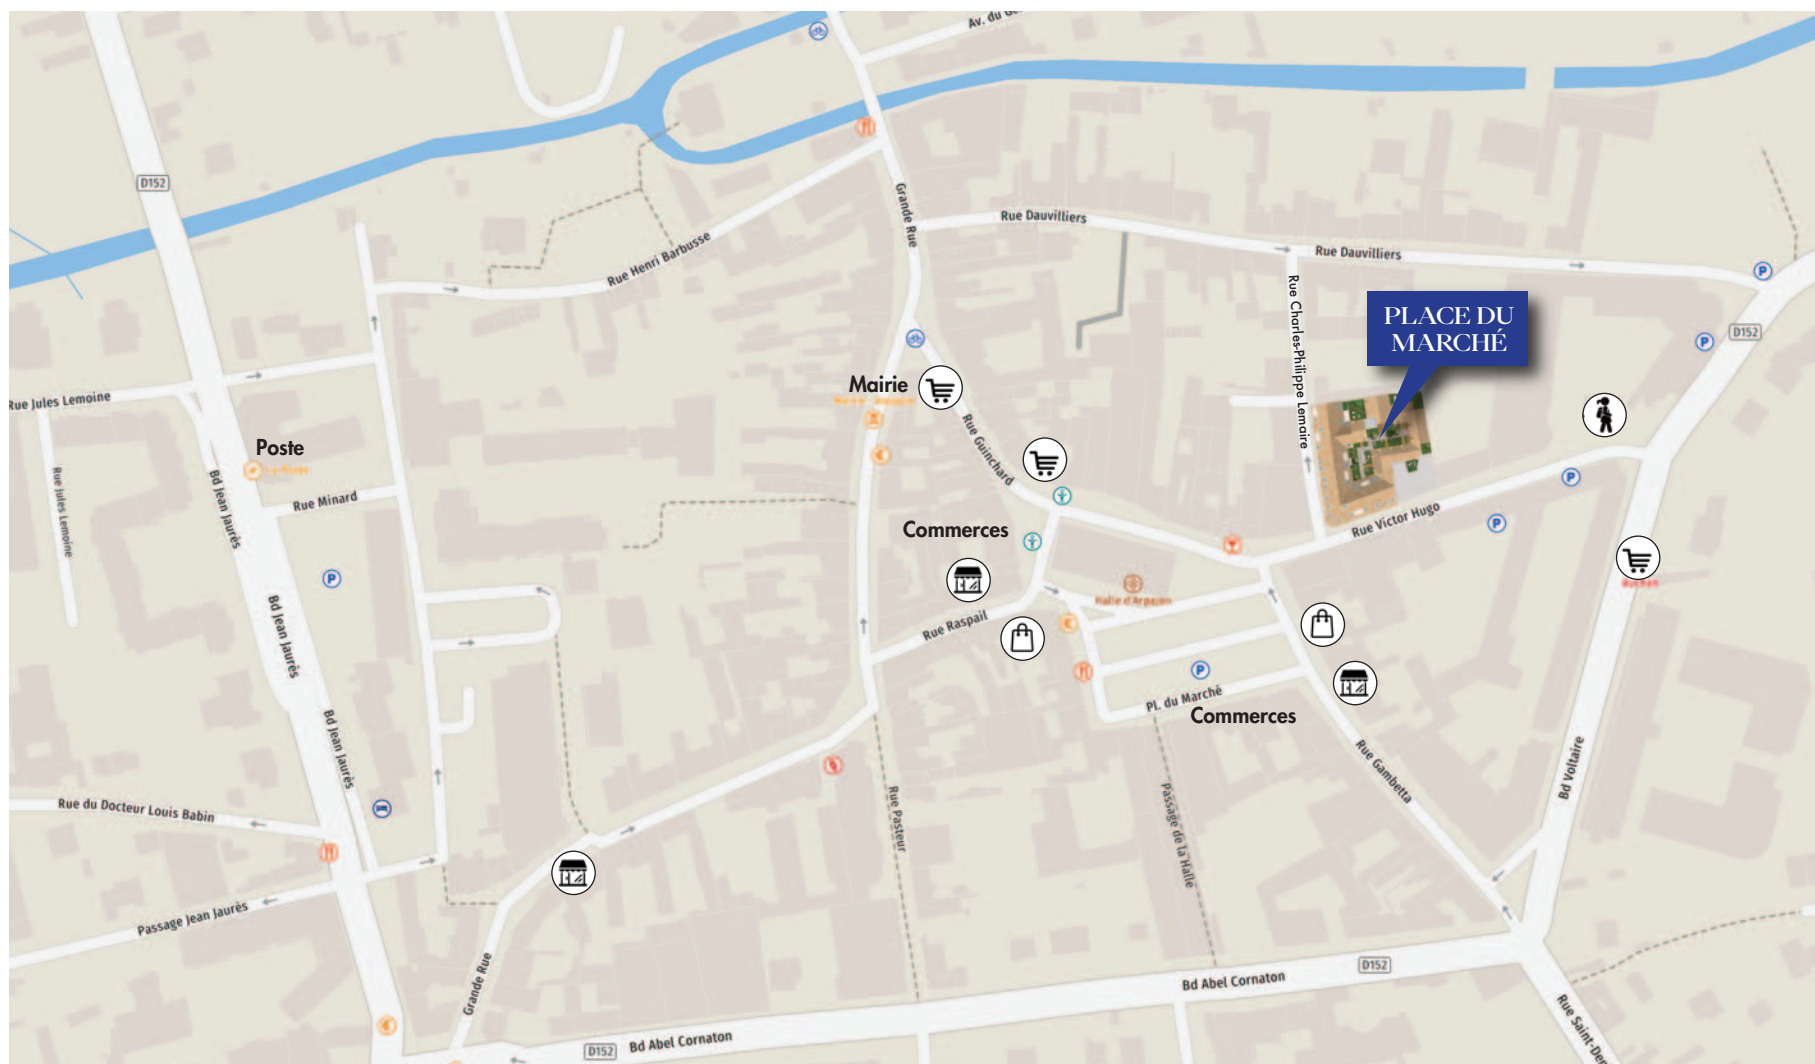 Av. du Ge
D152
Grande Rue
Rue Dauvilliers
Rue Dauvilliers
Rue Henri Barbusse
Rue Charles-Philippe Lemaire
PLACE DU
MARCHÉ
D152
P
P
Rue Jules Lemoine
Mairie
Poste
Rue Guinchard
Bd Jean Jaurès
Rue Minard
Rue Jules Lemoine
P
Rue Victor Hugo
P
Commerces
P
Auchan
Halle d'Arpajon
Rue Raspail
Bd Jean Jaurès
P
Pl. du Marché
Commerces
Bd Jean Jaurès
Rue Gambetta
Bd Voltaire
Rue du Docteur Louis Babin
Rue Pasteur
Passage de la Halle
Passage Jean Jaurès
Grande Rue
D152
Bd Abel Cornaton
Rue Saint-De
D152
Bd Abel Cornaton